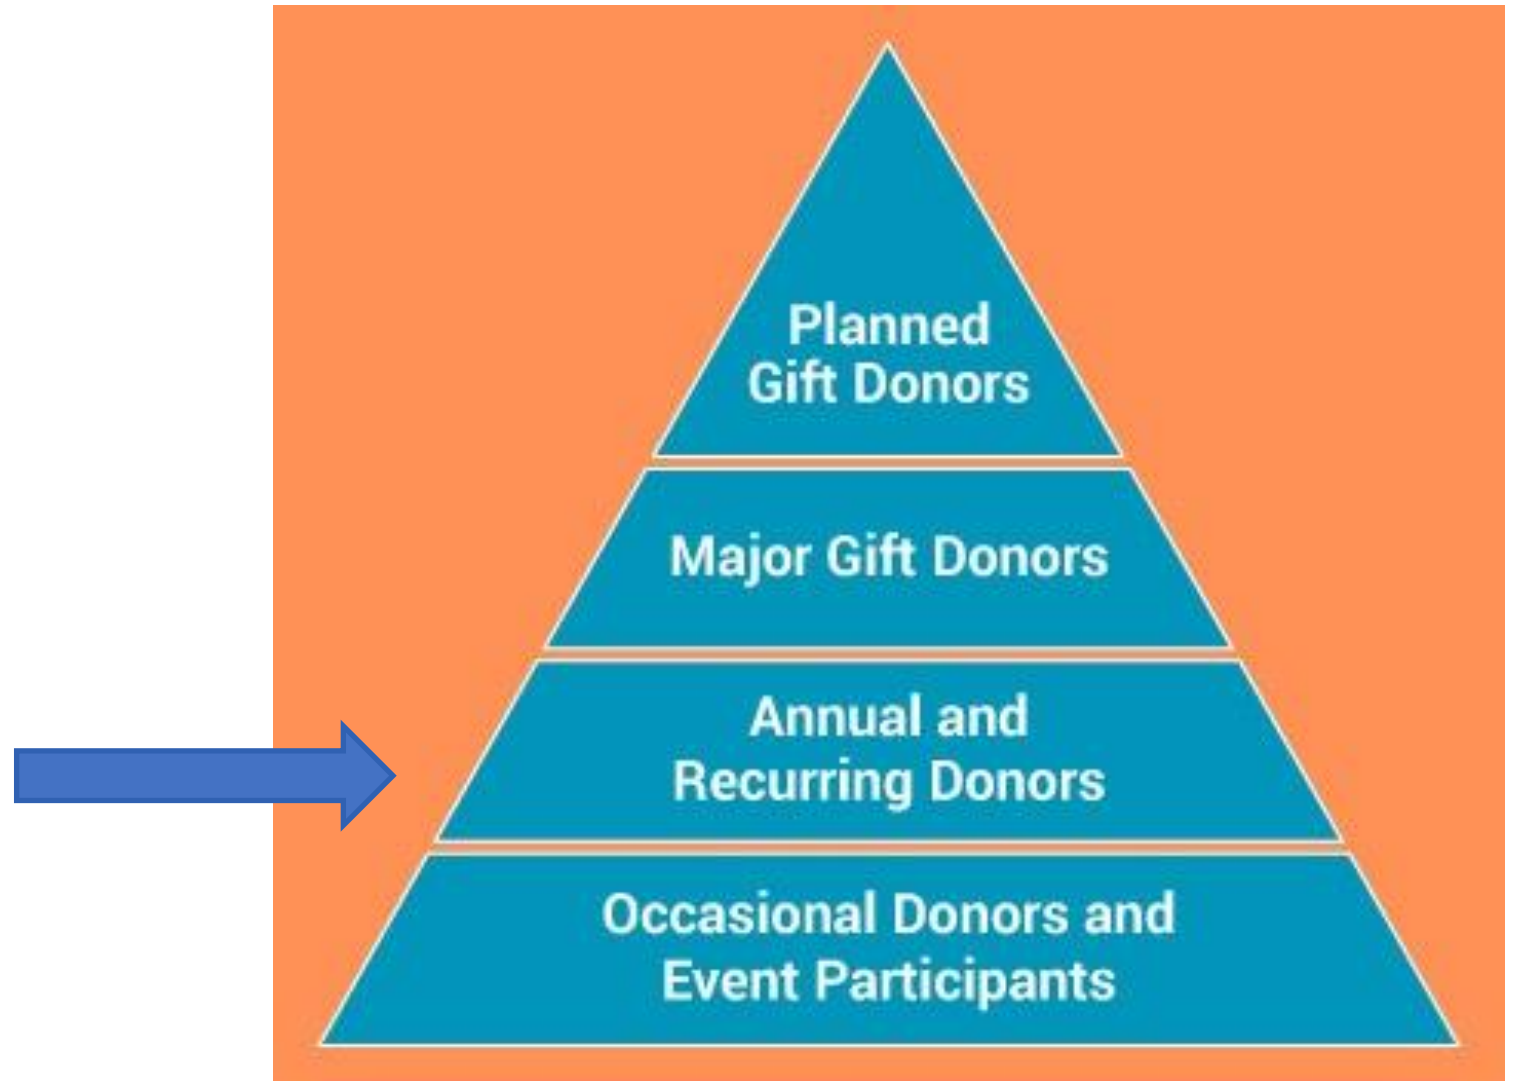 Planned
Gift Donors
Major Gift Donors
Annual and
Recurring Donors
Occasional Donors and
Event Participants